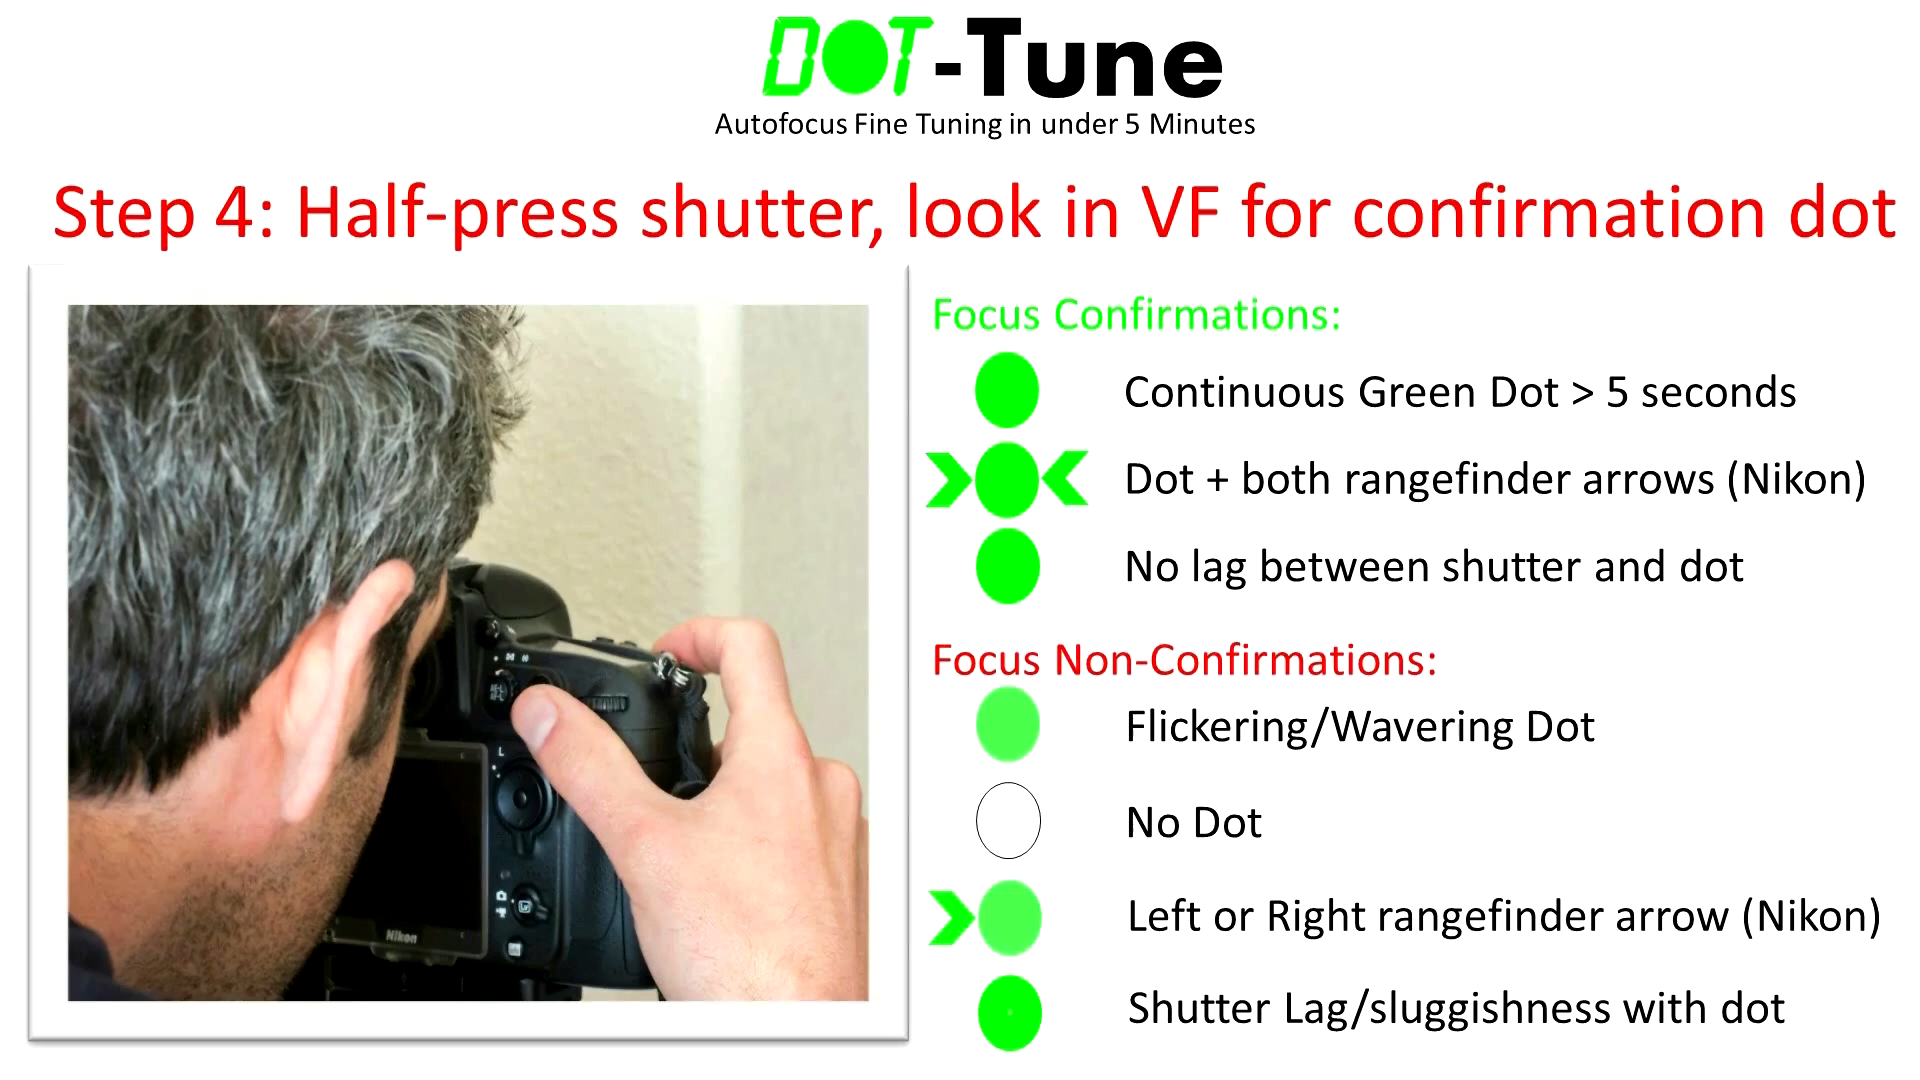 DOT-Tune
Autofocus Fine Tuning in under 5 Minutes
Step 4: Half-press shutter, look in VF for confirmation dot
Focus Confirmations:
Continuous Green Dot > 5 seconds
Dot + both rangefinder arrows (Nikon)
No lag between shutter and dot
Focus Non-Confirmations:
Flickering/Wavering Dot
No Dot
Left or Right rangefinder arrow (Nikon)
Shutter Lag/sluggishness with dot
AE-L
AF-L
L
Lv
Nikon